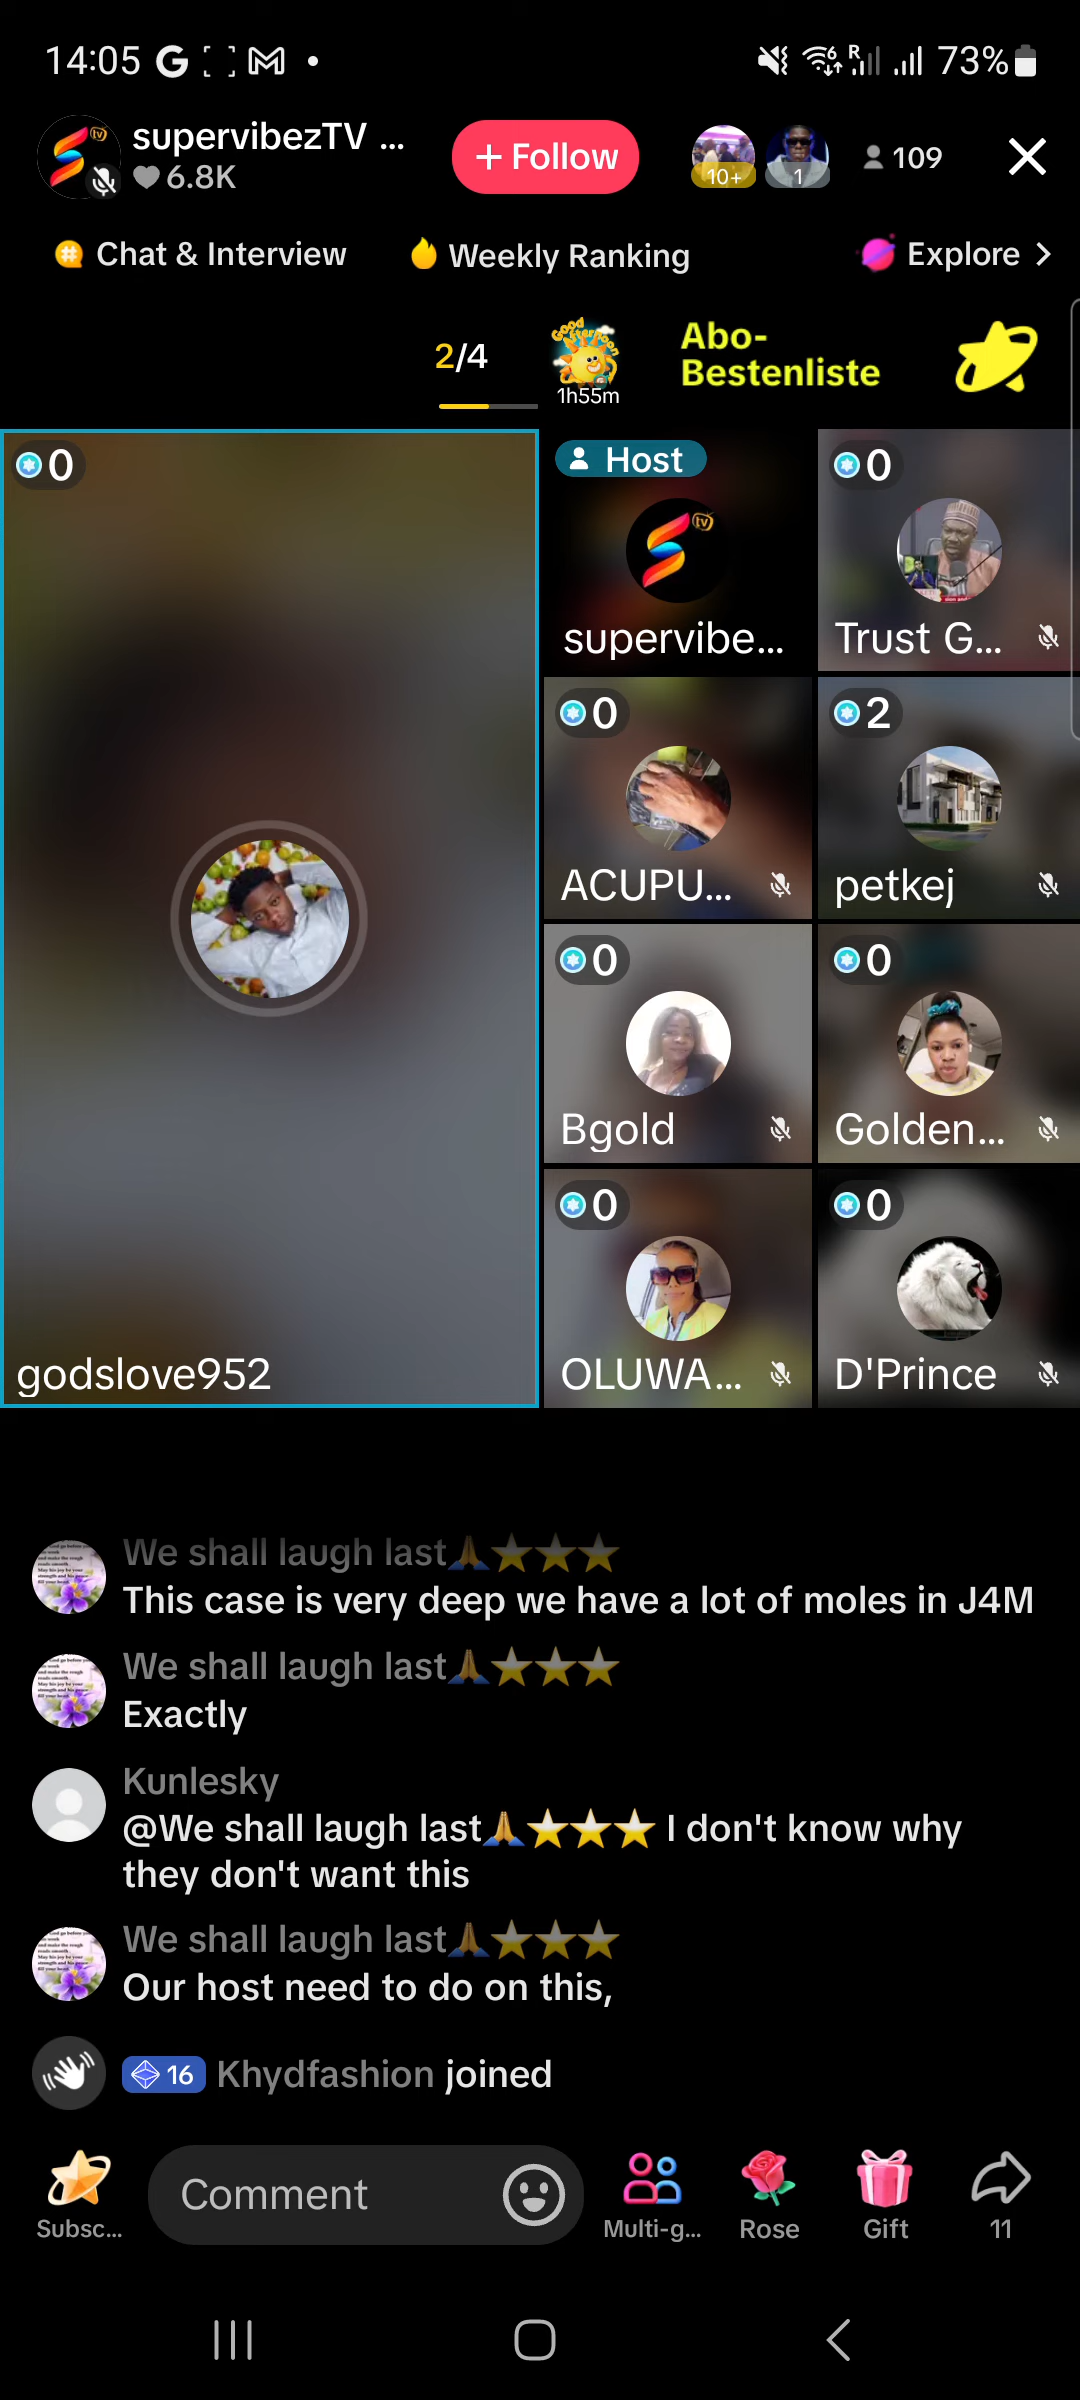 14:05
73%
supervibezTV ...
6.8K
+ Follow
10+
1
109
Chat & Interview
Weekly Ranking
Explore >
2/4
Good Afternoon
1h55m
Abo-
Bestenliste
0
godslove952
Host
tv
supervibe...
0
Trust G...
0
ACUPU...
2
petkej
0
Bgold
0
Golden...
0
OLUWA...
0
D'Prince
We shall laugh last🙏⭐⭐⭐
This case is very deep we have a lot of moles in J4M
We shall laugh last🙏⭐⭐⭐
Exactly
Kunlesky
@We shall laugh last🙏⭐⭐⭐ I don't know why
they don't want this
We shall laugh last🙏⭐⭐⭐
Our host need to do on this,
16 Khydfashion joined
Subsc...
Comment
Multi-g...
Rose
Gift
11